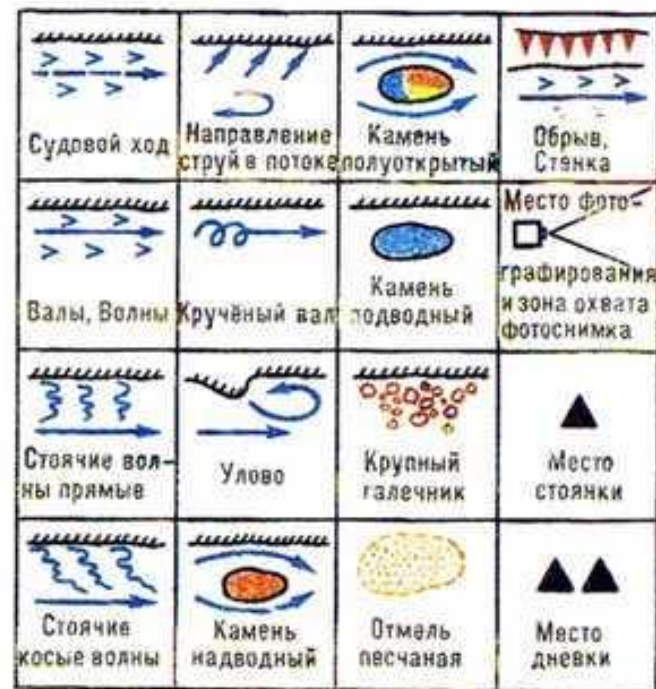 Судовой ход
Направление
струй в потоке
Камень
полуоткрытый
Обрыв,
Стенка
Валы, Волны
Кручёный вал
Камень
подводный
Место фото-
графирования
и зона охвата
фотоснимка
Стоячие вол-
ны прямые
Улово
Крупный
галечник
Место
стоянки
Стоячие
косые волны
Камень
надводный
Отмель
песчаная
Место
дневки